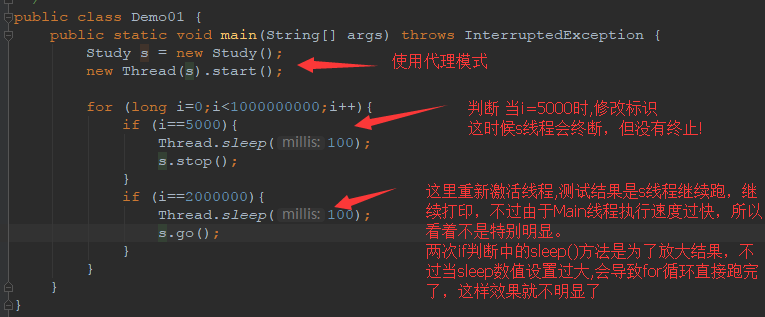 public class Demo01 {
public static void main(String[] args) throws InterruptedException {
Study s = new Study();
new Thread(s).start();
使用代理模式
for (long i=0;i<1000000000;i++){
if (i==5000){
Thread.sleep( millis: 100);
s.stop();
}
判断 当i=5000时,修改标识
这时候s线程会终断，但没有终止!
if (i==2000000){
Thread.sleep( millis: 100);
s.go();
}
}
}
}
这里重新激活线程,测试结果是s线程继续跑，继
续打印，不过由于Main线程执行速度过快，所以
看着不是特别明显。
两次if判断中的sleep()方法是为了放大结果，不
过当sleep数值设置过大,会导致for循环直接跑完
了，这样效果就不明显了